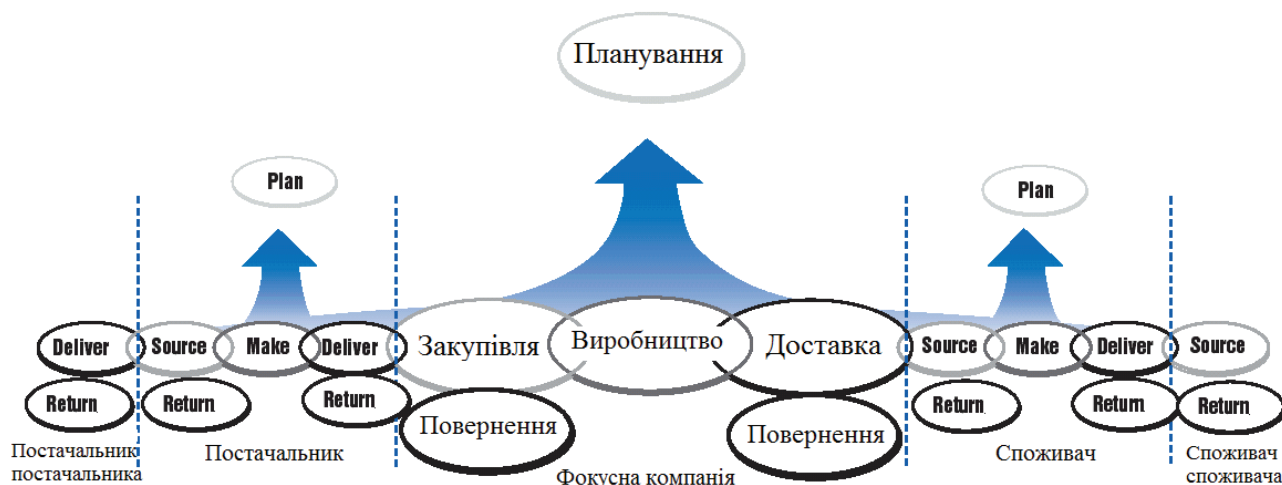 Планування
Plan
Plan
Deliver
Source
Make
Deliver
Закупівля
Виробництво
Доставка
Source
Make
Deliver
Source
Return
Return
Return
Повернення
Повернення
Return
Return
Return
Постачальник
постачальника
Постачальник
Фокусна компанія
Споживач
Споживач
споживача